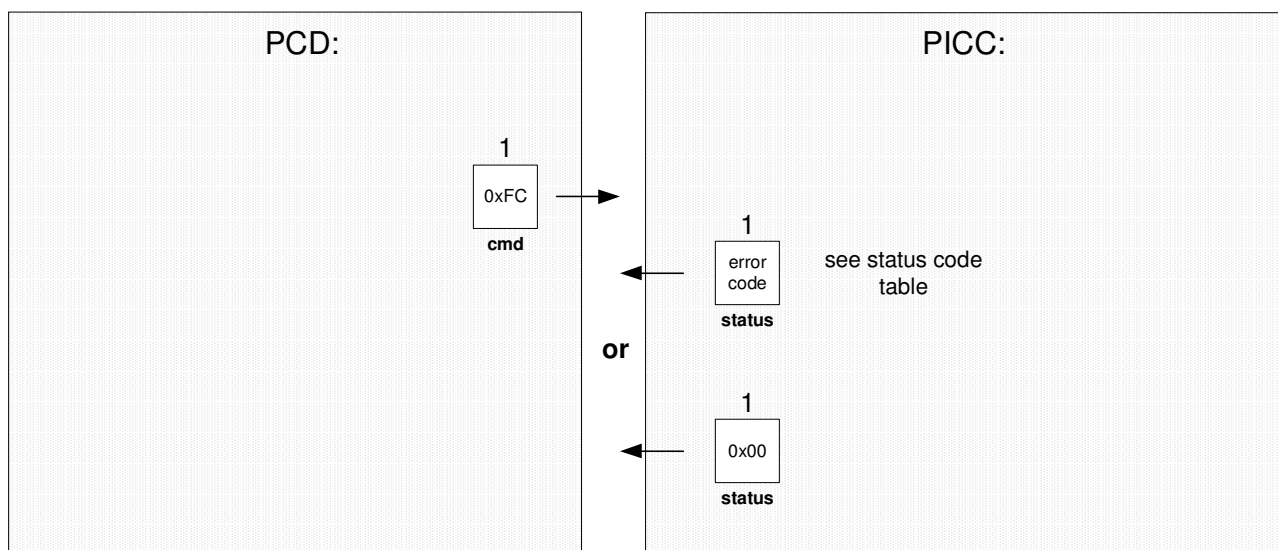 PCD:
PICC:
1
0xFC
cmd
1
error
code
status
see status code
table
or
1
0x00
status